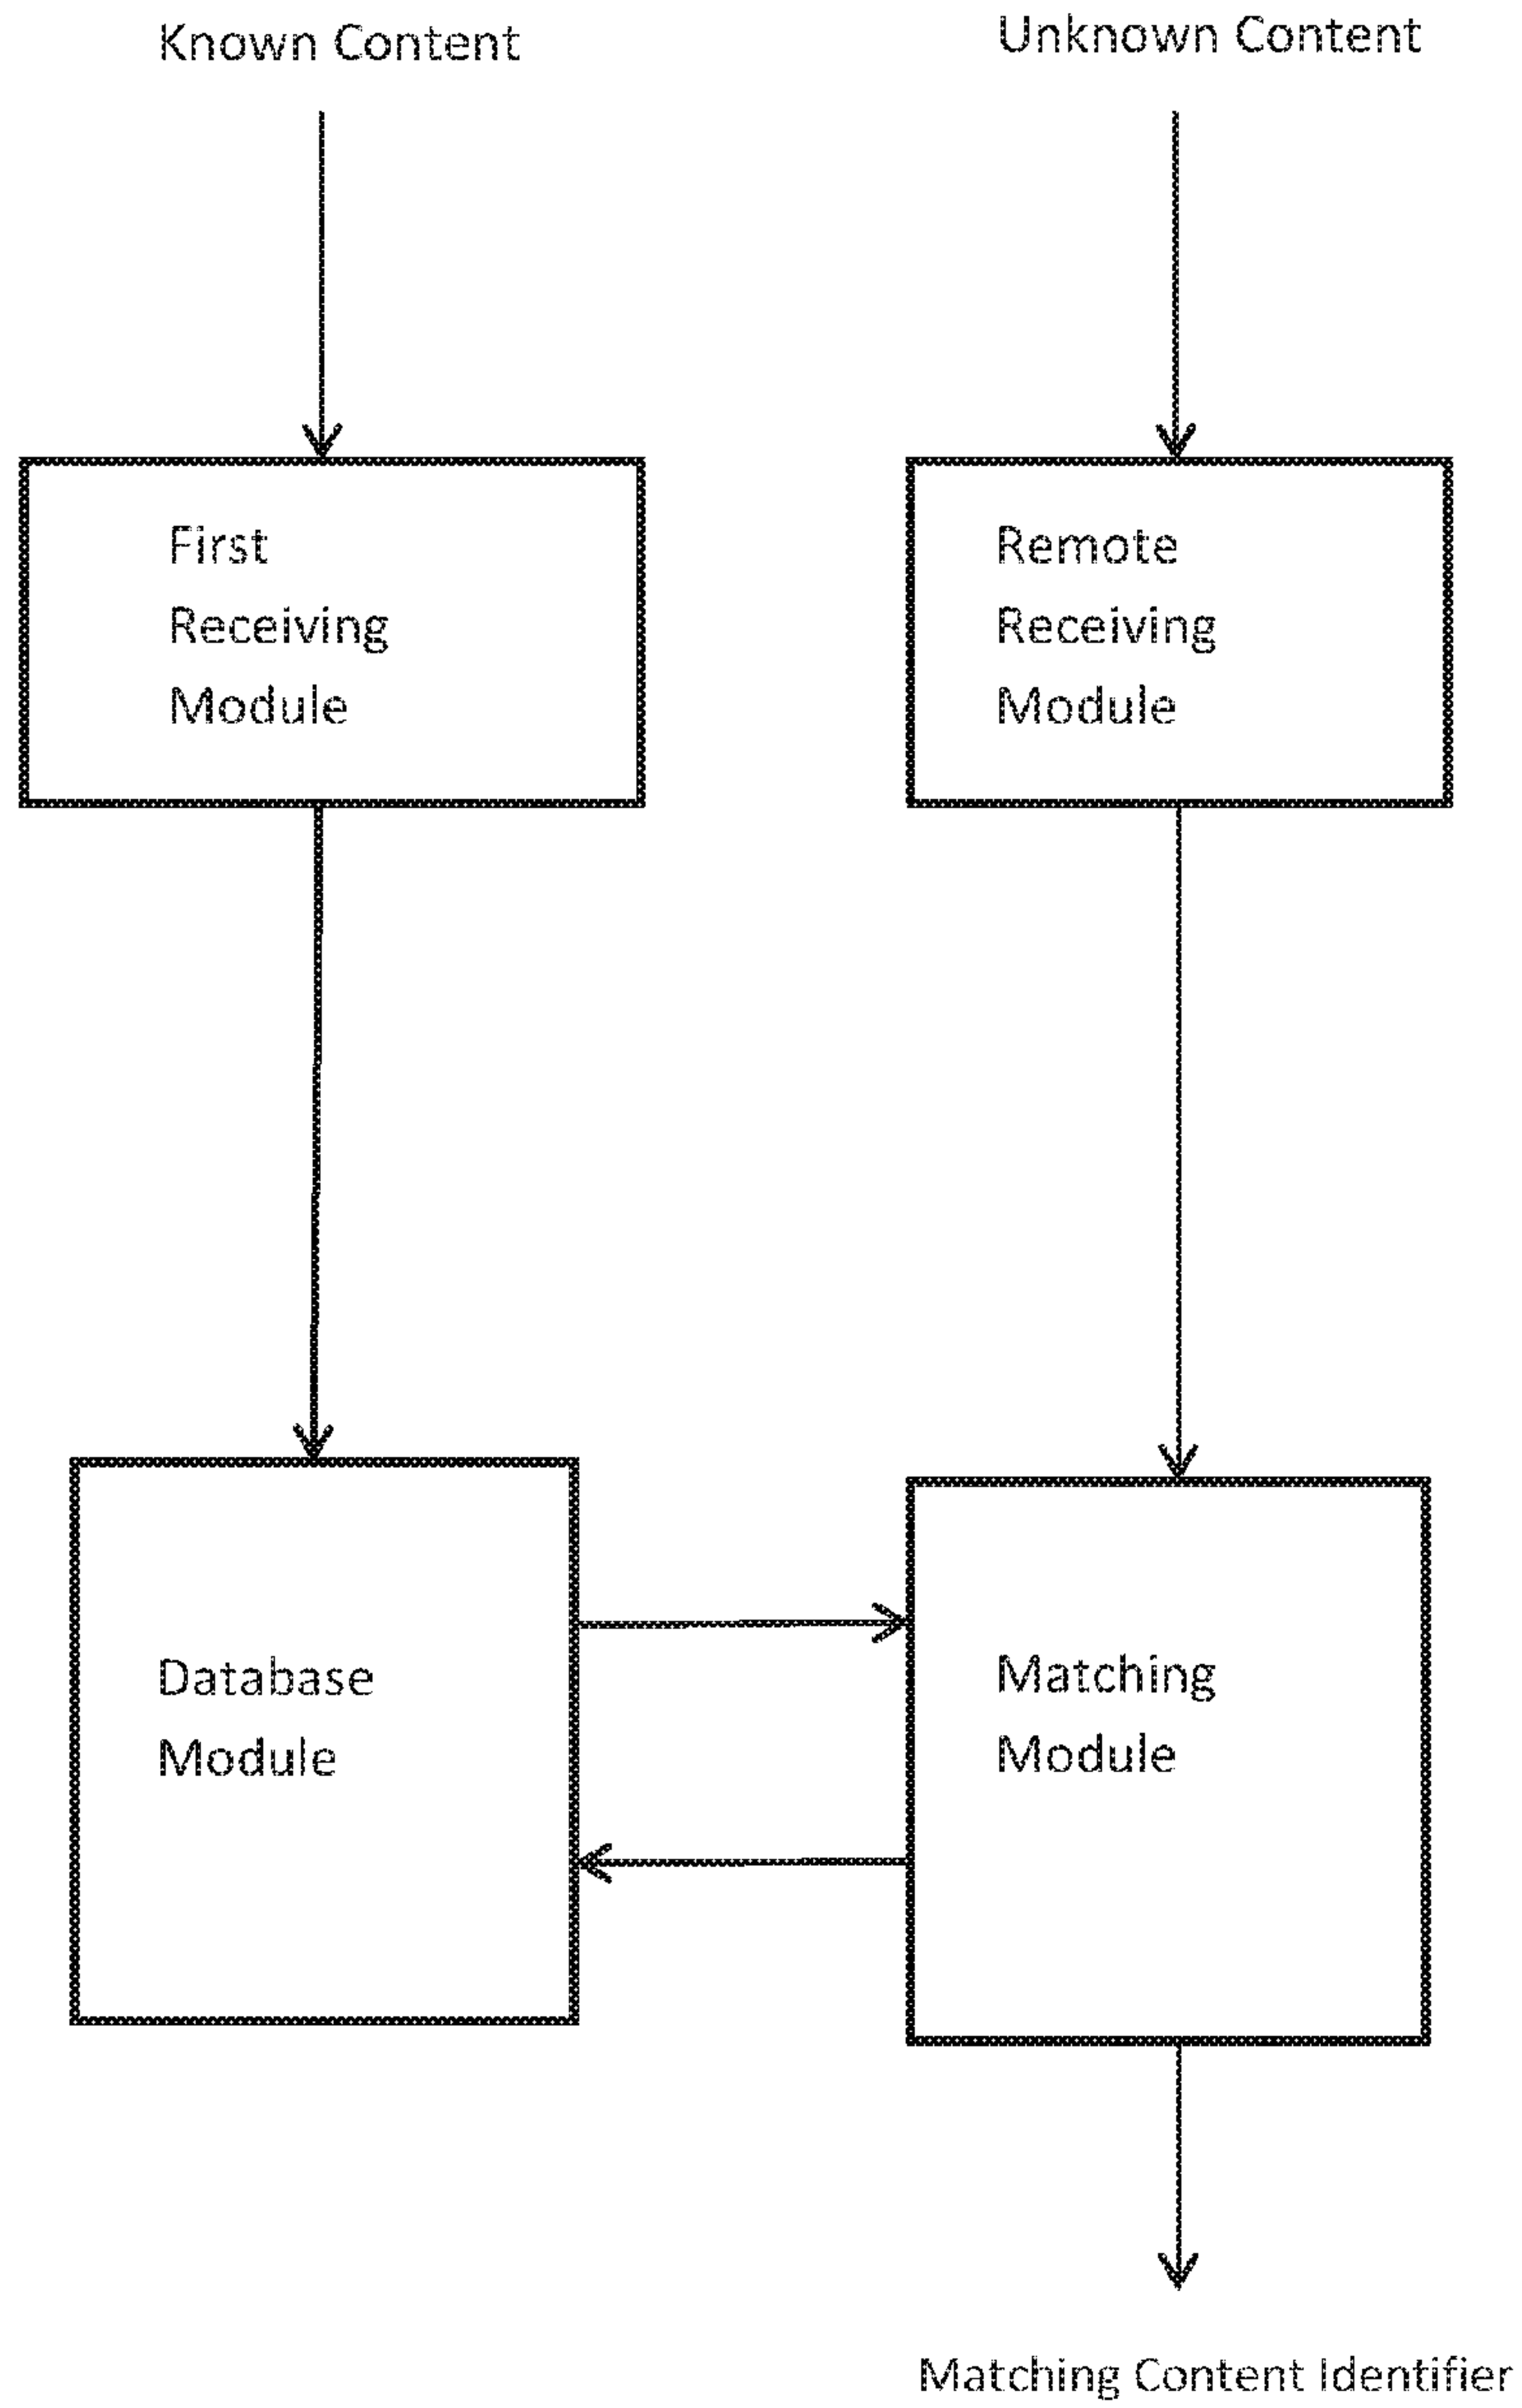 Known Content
Unknown Content
First
Receiving
Module
Remote
Receiving
Module
Database
Module
Matching
Module
Matching Content Identifier